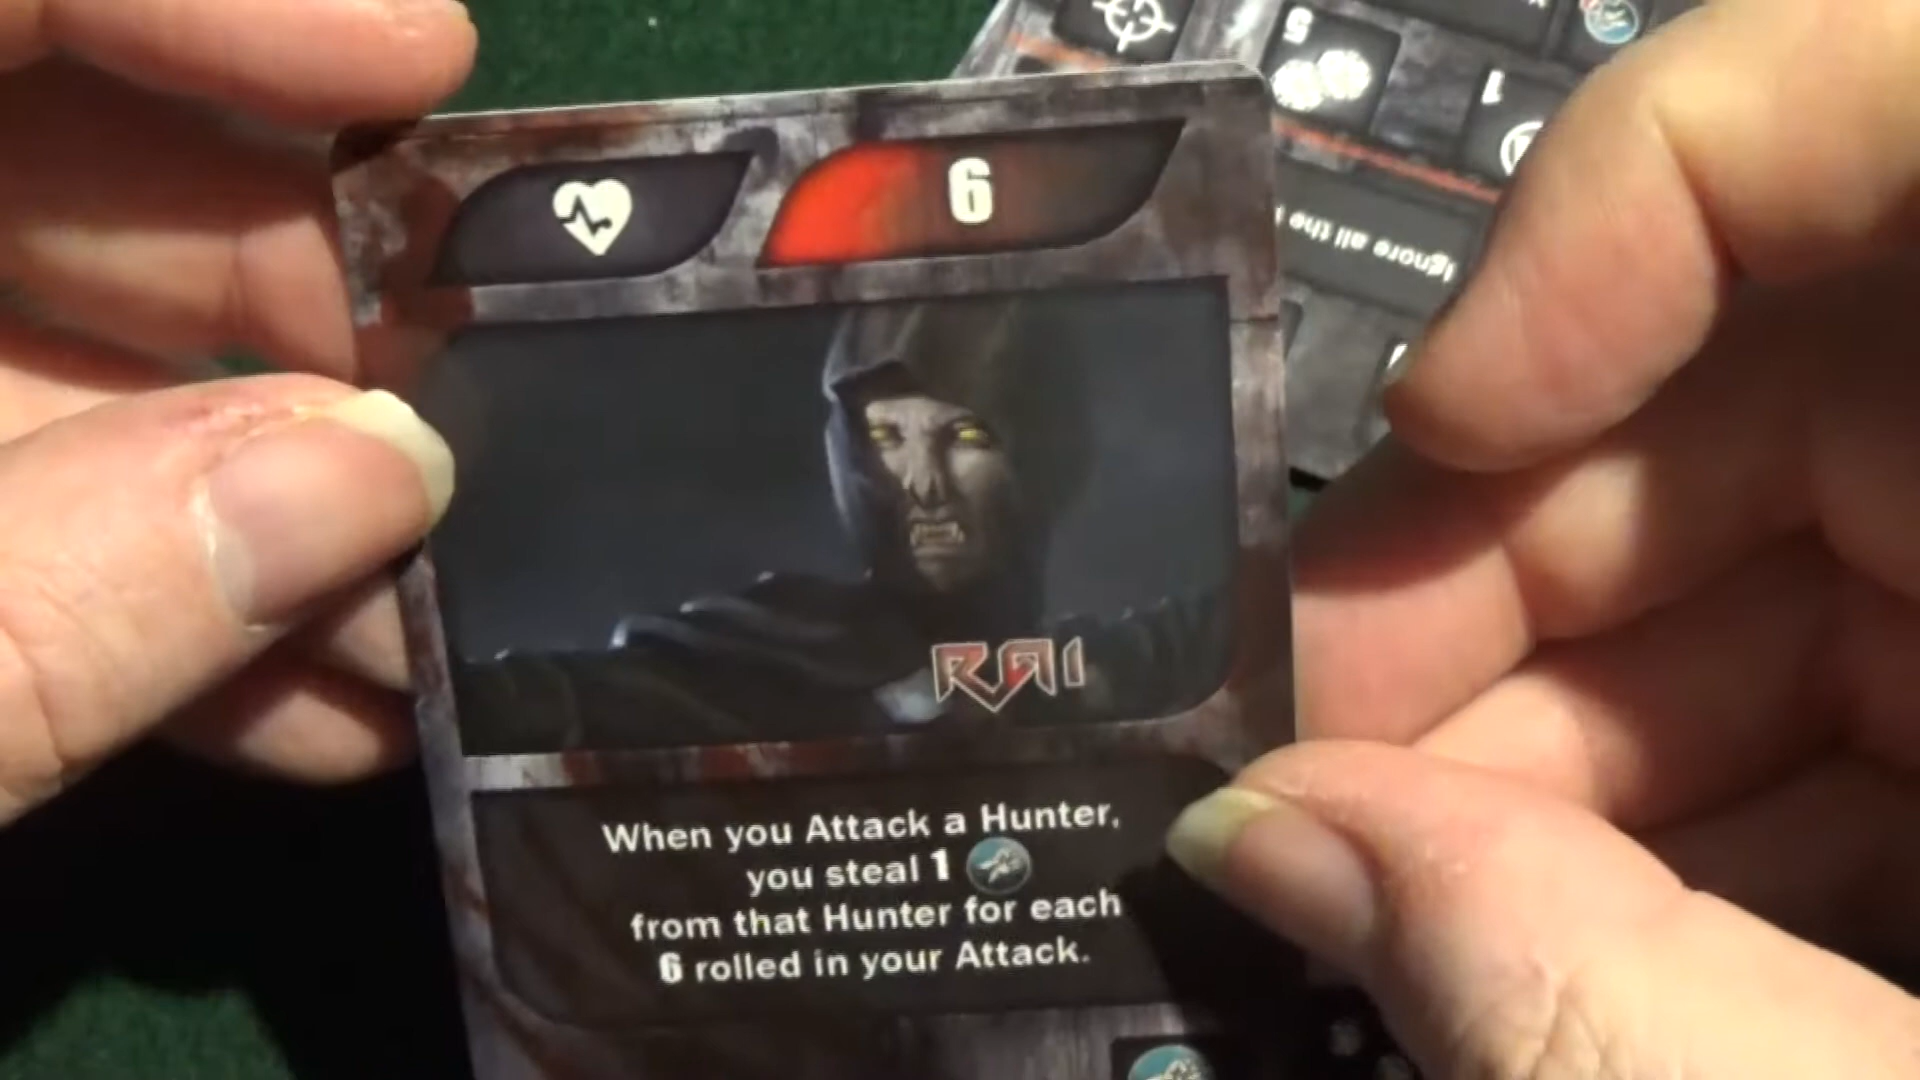 6
RAI
When you Attack a Hunter,
you steal 1
from that Hunter for each
6 rolled in your Attack.
5
1
Ignore all the